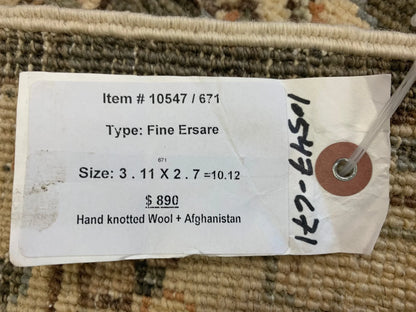 Item # 10547 / 671
Type: Fine Ersare
671
Size: 3 . 11 X 2 . 7 =10.12
$ 890
Hand knotted Wool + Afghanistan
10547-671